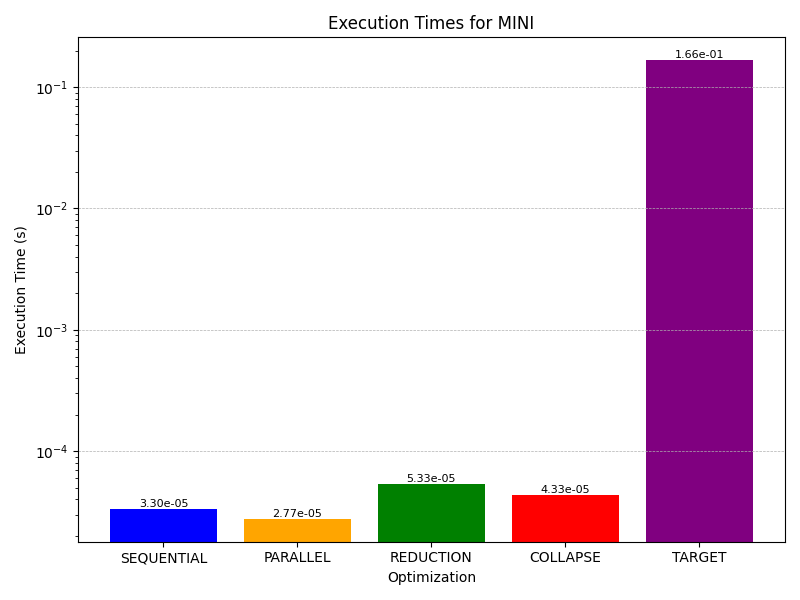 Execution Times for MINI
Execution Time (s)
10⁻¹
10⁻²
10⁻³
10⁻⁴
3.30e-05
2.77e-05
5.33e-05
4.33e-05
1.66e-01
SEQUENTIAL
PARALLEL
REDUCTION
COLLAPSE
TARGET
Optimization